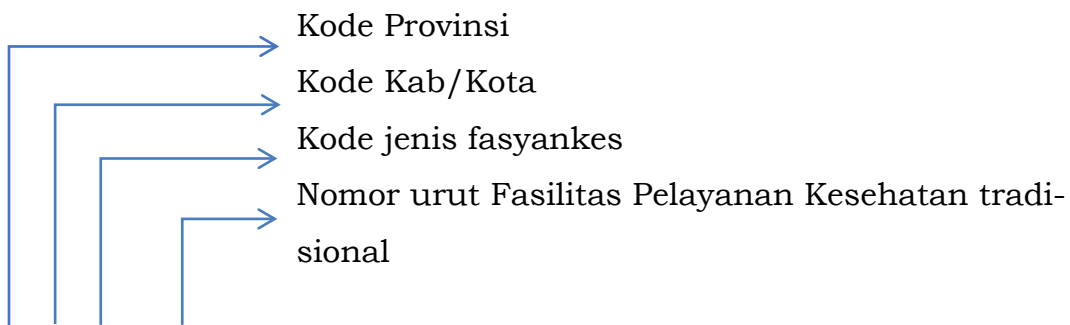 Kode Provinsi
Kode Kab/Kota
Kode jenis fasyankes
Nomor urut Fasilitas Pelayanan Kesehatan tradi-
sional